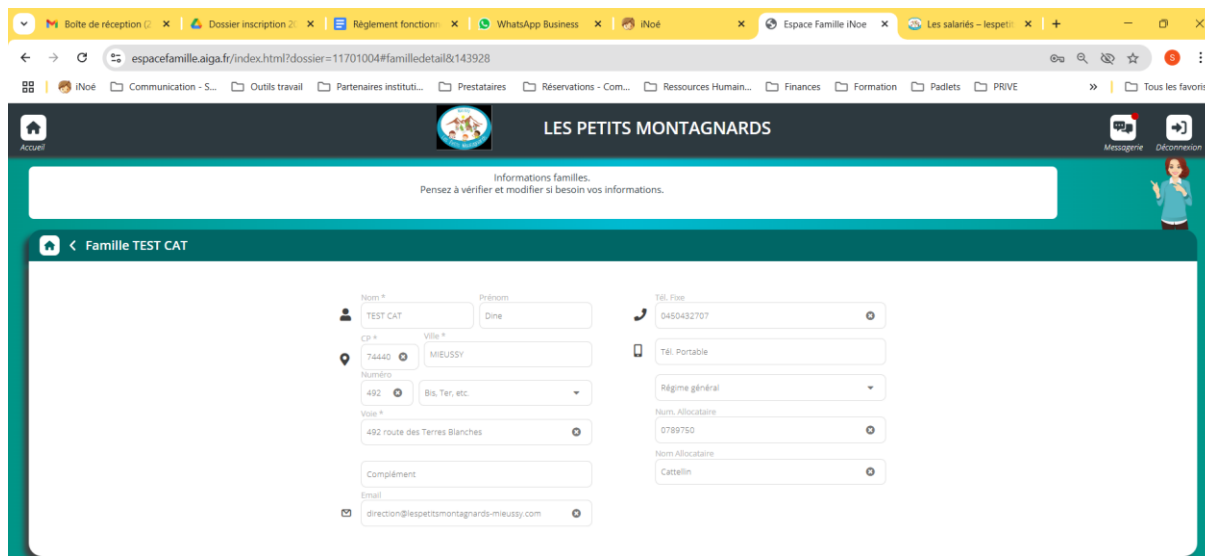 Boîte de réception (2
Dossier inscription 20
Règlement fonctionn
WhatsApp Business
iNoé
Espace Famille iNoe
Les salariés – lespetit
espacefamille.aiga.fr/index.html?dossier=11701004#familledetail&143928
S
iNoé
Communication - S...
Outils travail
Partenaires instituti...
Prestataires
Réservations - Com...
Ressources Humain...
Finances
Formation
Padlets
PRIVE
»
Tous les favoris
Accueil
LES PETITS MONTAGNARDS
Messagerie
Déconnexion
Informations familles.
Pensez à vérifier et modifier si besoin vos informations.
Famille TEST CAT
Nom *
Prénom
TEST CAT
Dine
CP *
Ville *
74440
MIEUSSY
Numéro
492
Bis, Ter, etc.
Voie *
492 route des Terres Blanches
Complément
Email
direction@lespetitsmontagnards-mieussy.com
Tél. Fixe
0450432707
Tél. Portable
Régime général
Num. Allocataire
0789750
Nom Allocataire
Cattellin